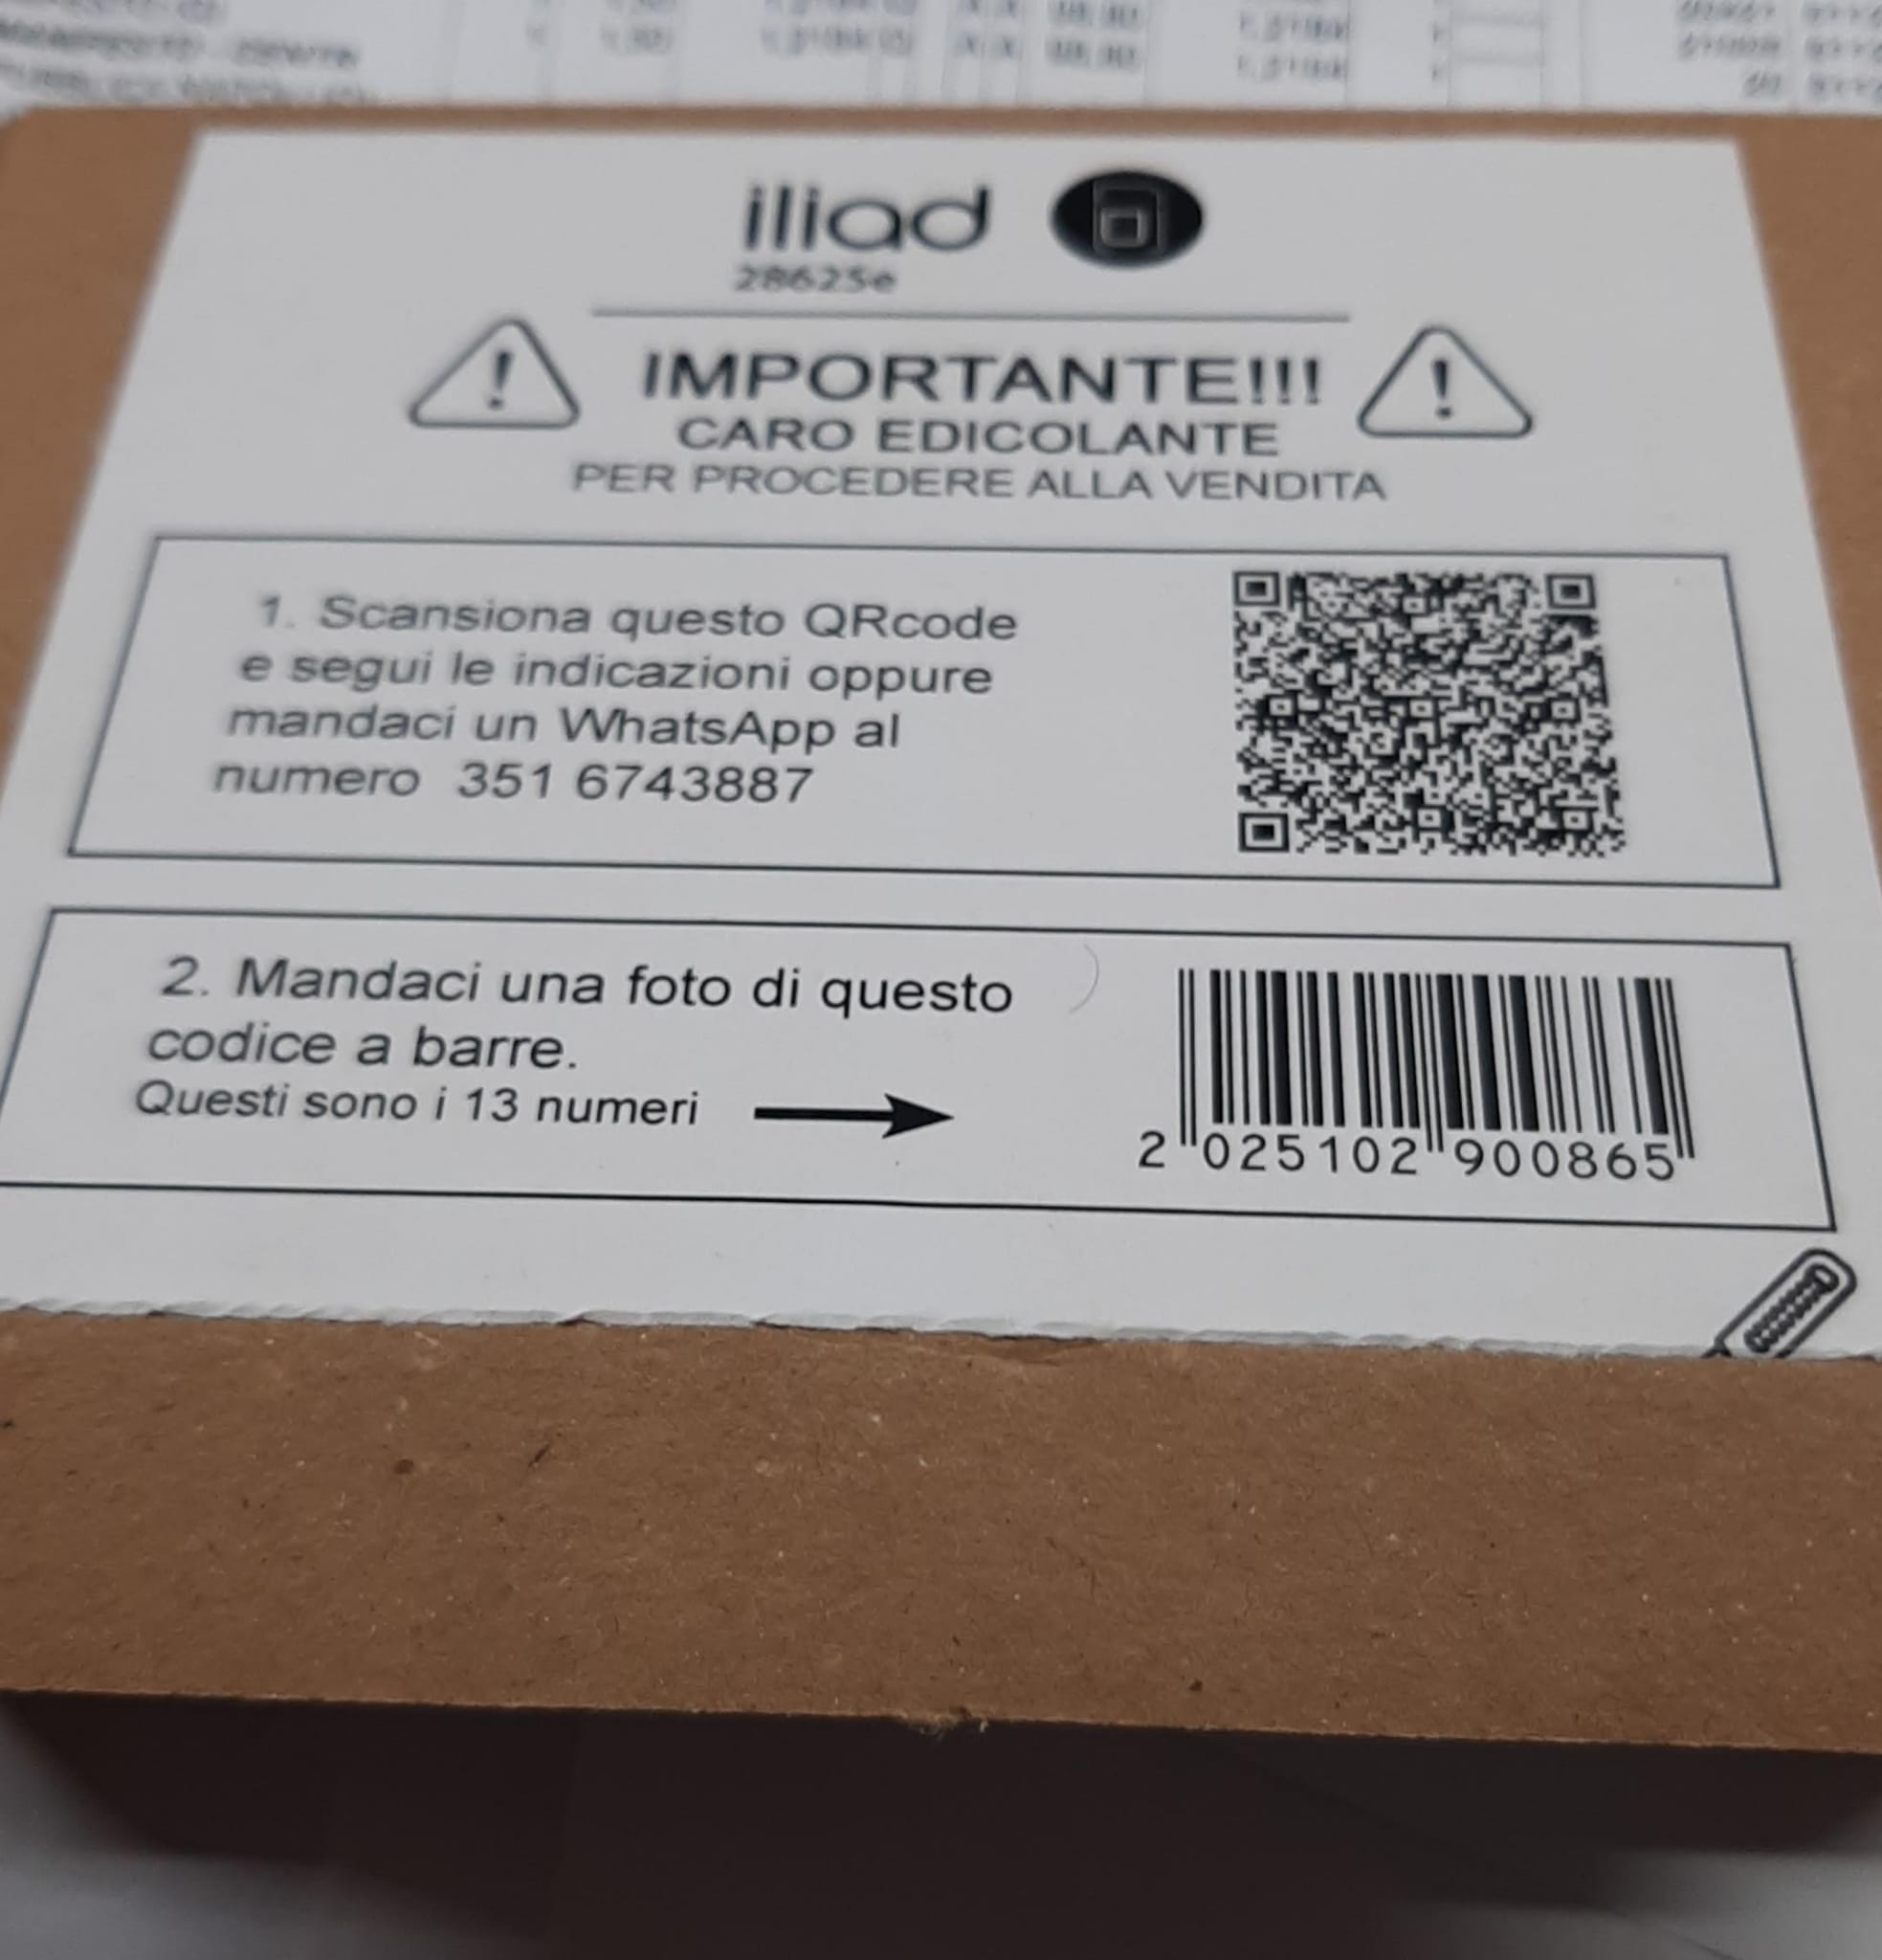 iliad
28625e
IMPORTANTE!!!
CARO EDICOLANTE
PER PROCEDERE ALLA VENDITA
1. Scansiona questo QRcode
e segui le indicazioni oppure
mandaci un WhatsApp al
numero 351 6743887
2. Mandaci una foto di questo
codice a barre.
Questi sono i 13 numeri
2 025102 900865